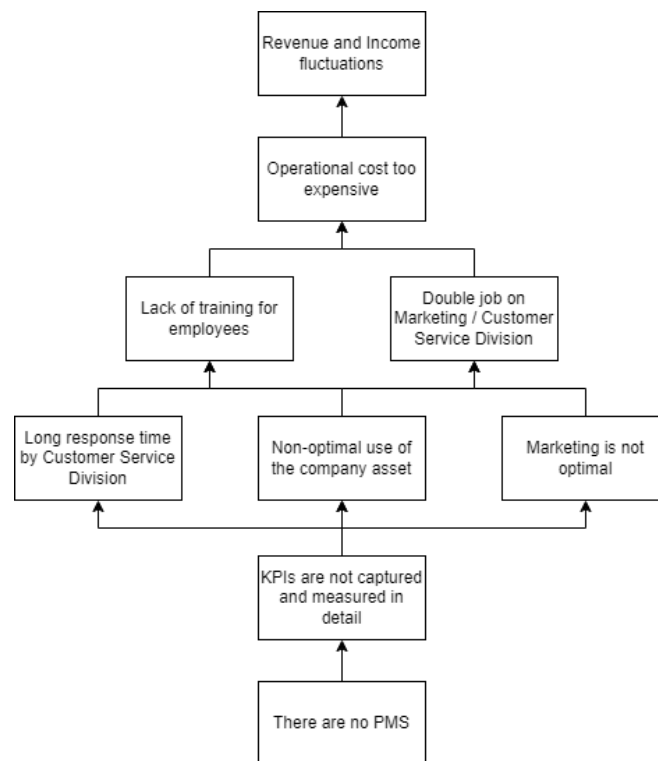 Revenue and Income
fluctuations
Operational cost too
expensive
Lack of training for
employees
Double job on
Marketing / Customer
Service Division
Long response time
by Customer Service
Division
Non-optimal use of
the company asset
Marketing is not
optimal
KPIs are not captured
and measured in
detail
There are no PMS